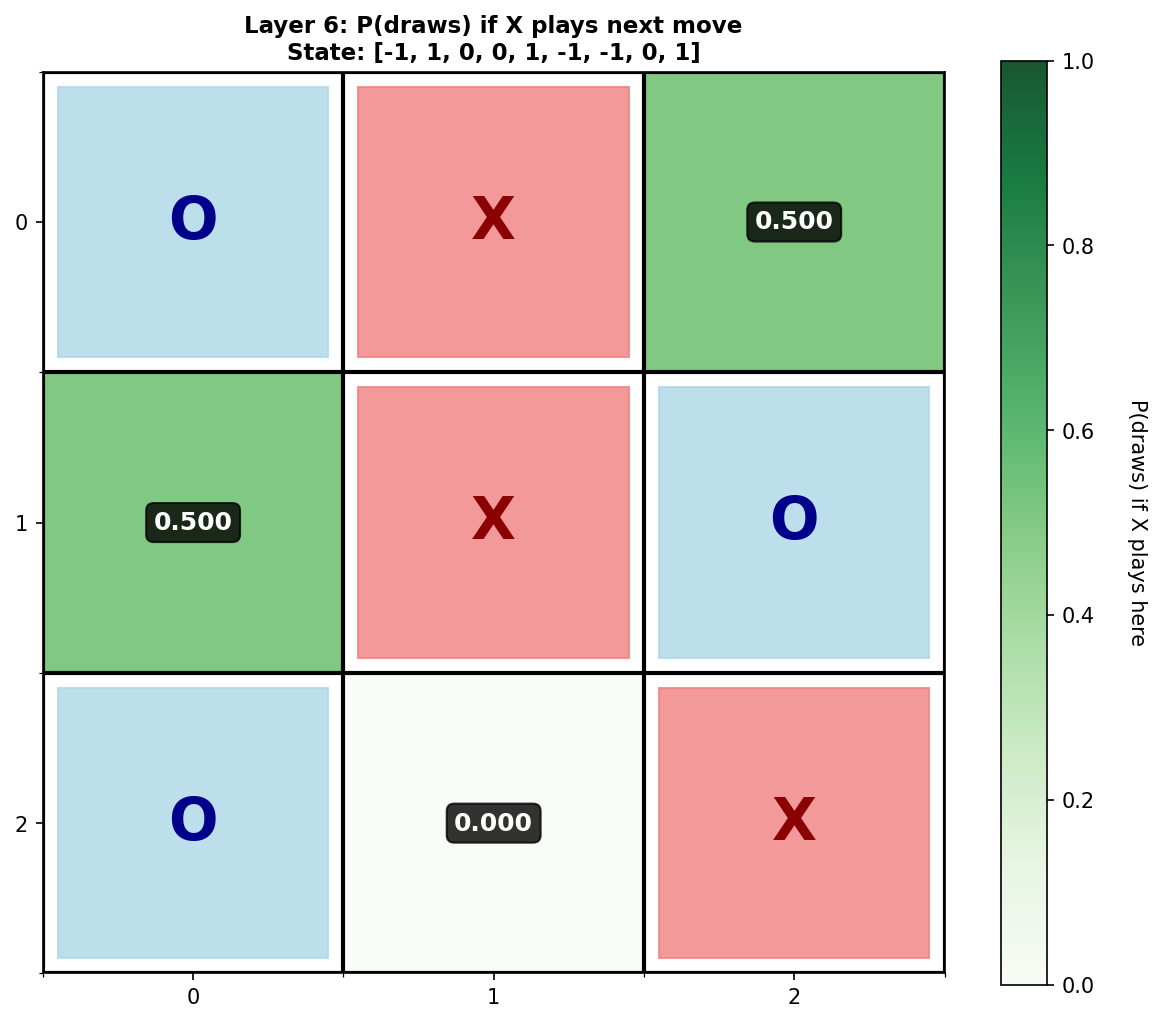 Layer 6: P(draws) if X plays next move
State: [-1, 1, 0, 0, 1, -1, -1, 0, 1]
0
O
X
0.500
1
0.500
X
O
2
O
0.000
X
0
1
2
1.0
0.8
0.6
0.4
0.2
0.0
P(draws) if X plays here